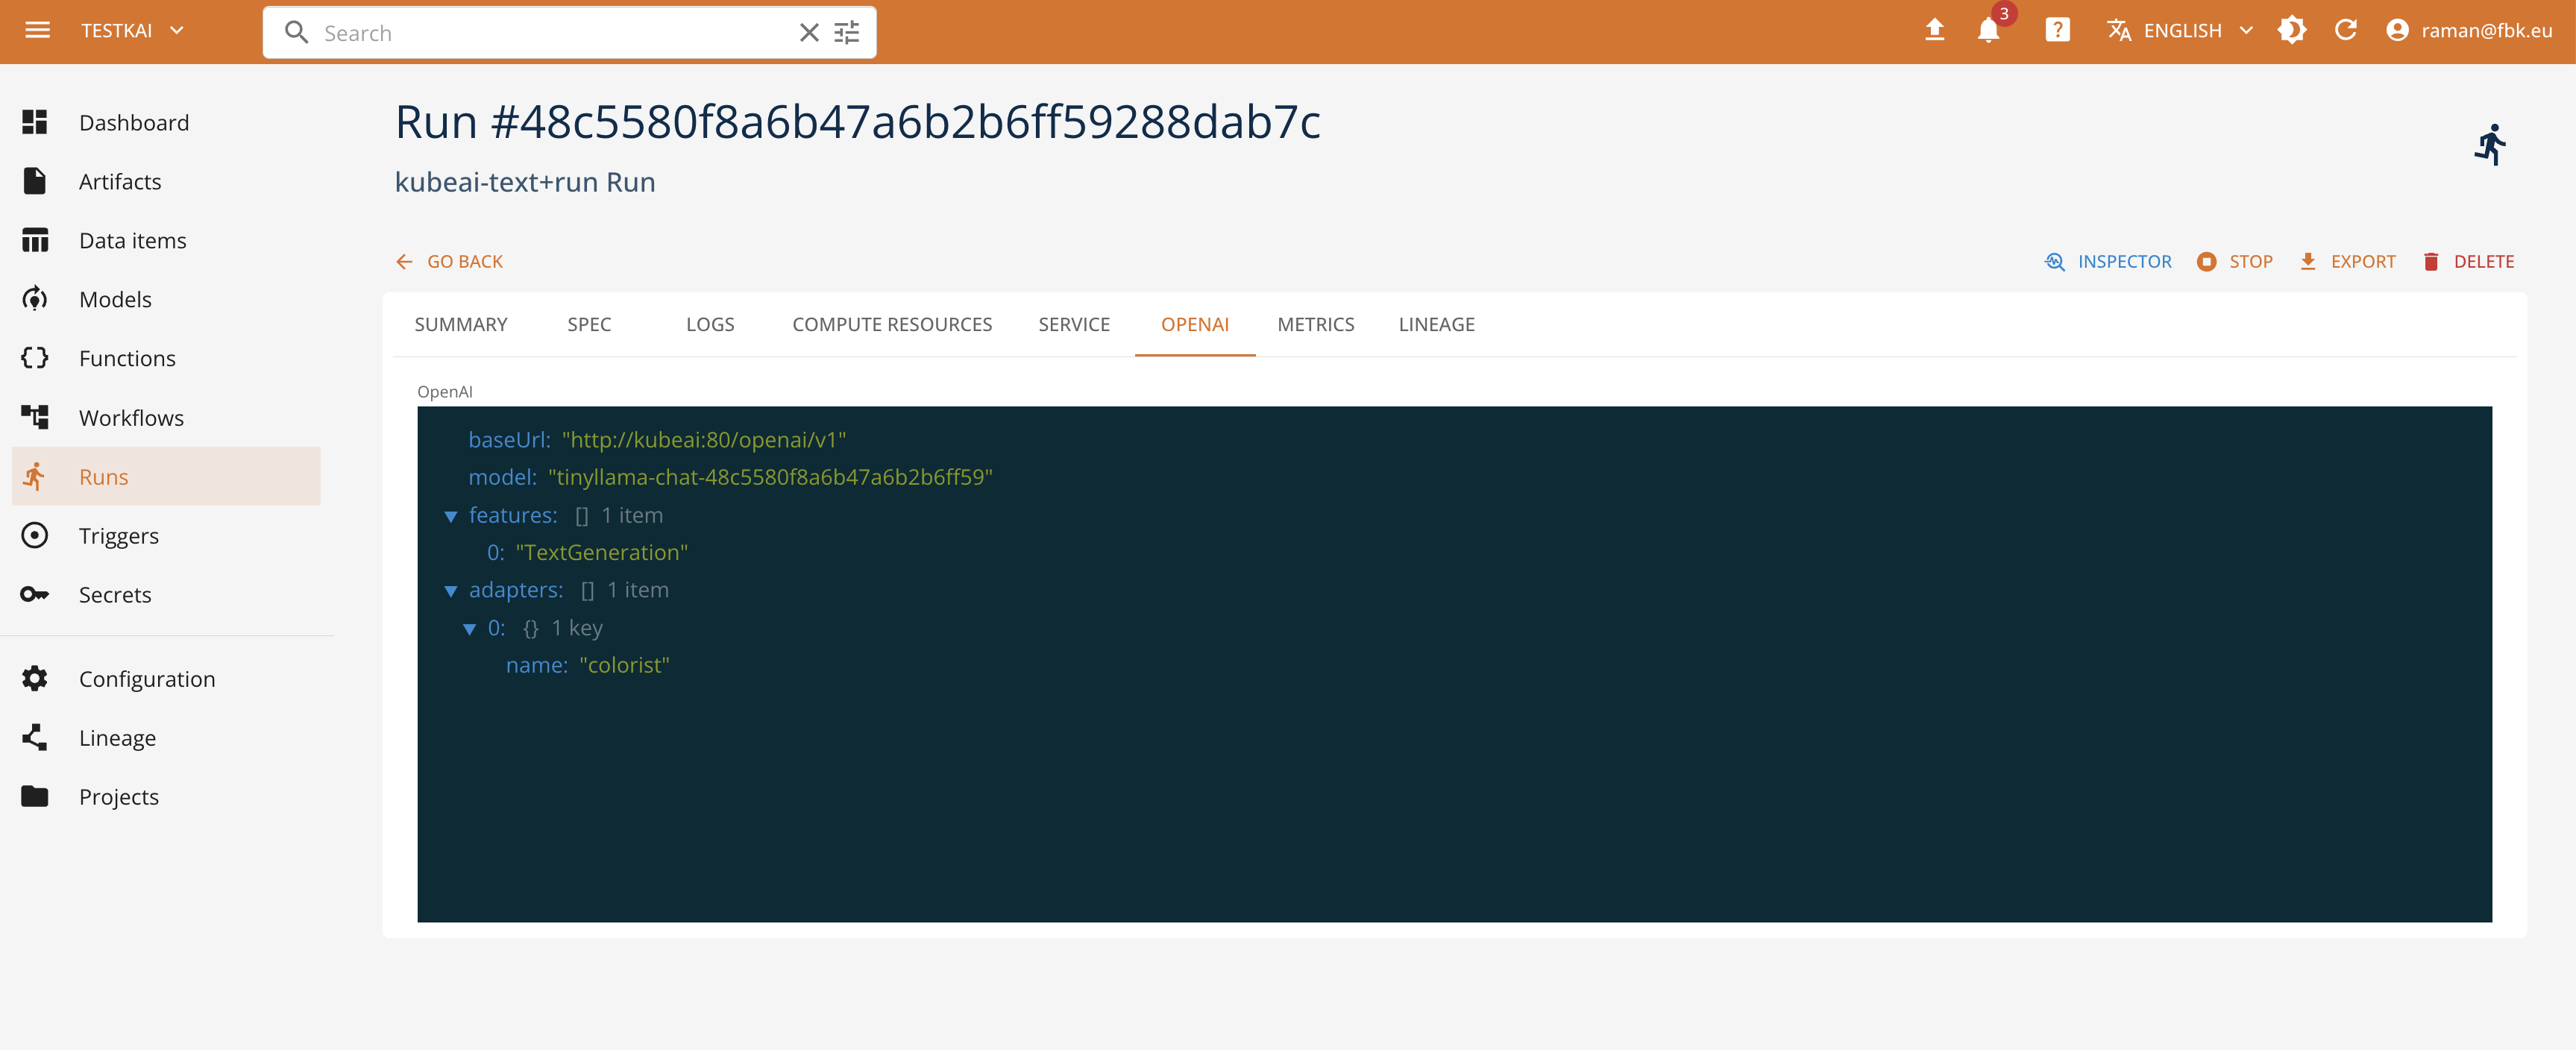 TESTKAI
Search
3
ENGLISH
raman@fbk.eu
Dashboard
Artifacts
Data items
Models
Functions
Workflows
Runs
Triggers
Secrets
Configuration
Lineage
Projects
Run #48c5580f8a6b47a6b2b6ff59288dab7c
kubeai-text+run Run
GO BACK
INSPECTOR
STOP
EXPORT
DELETE
SUMMARY
SPEC
LOGS
COMPUTE RESOURCES
SERVICE
OPENAI
METRICS
LINEAGE
OpenAI
baseUrl: "http://kubeai:80/openai/v1"
model: "tinyllama-chat-48c5580f8a6b47a6b2b6ff59"
features: [] 1 item
0: "TextGeneration"
adapters: [] 1 item
0: {} 1 key
name: "colorist"